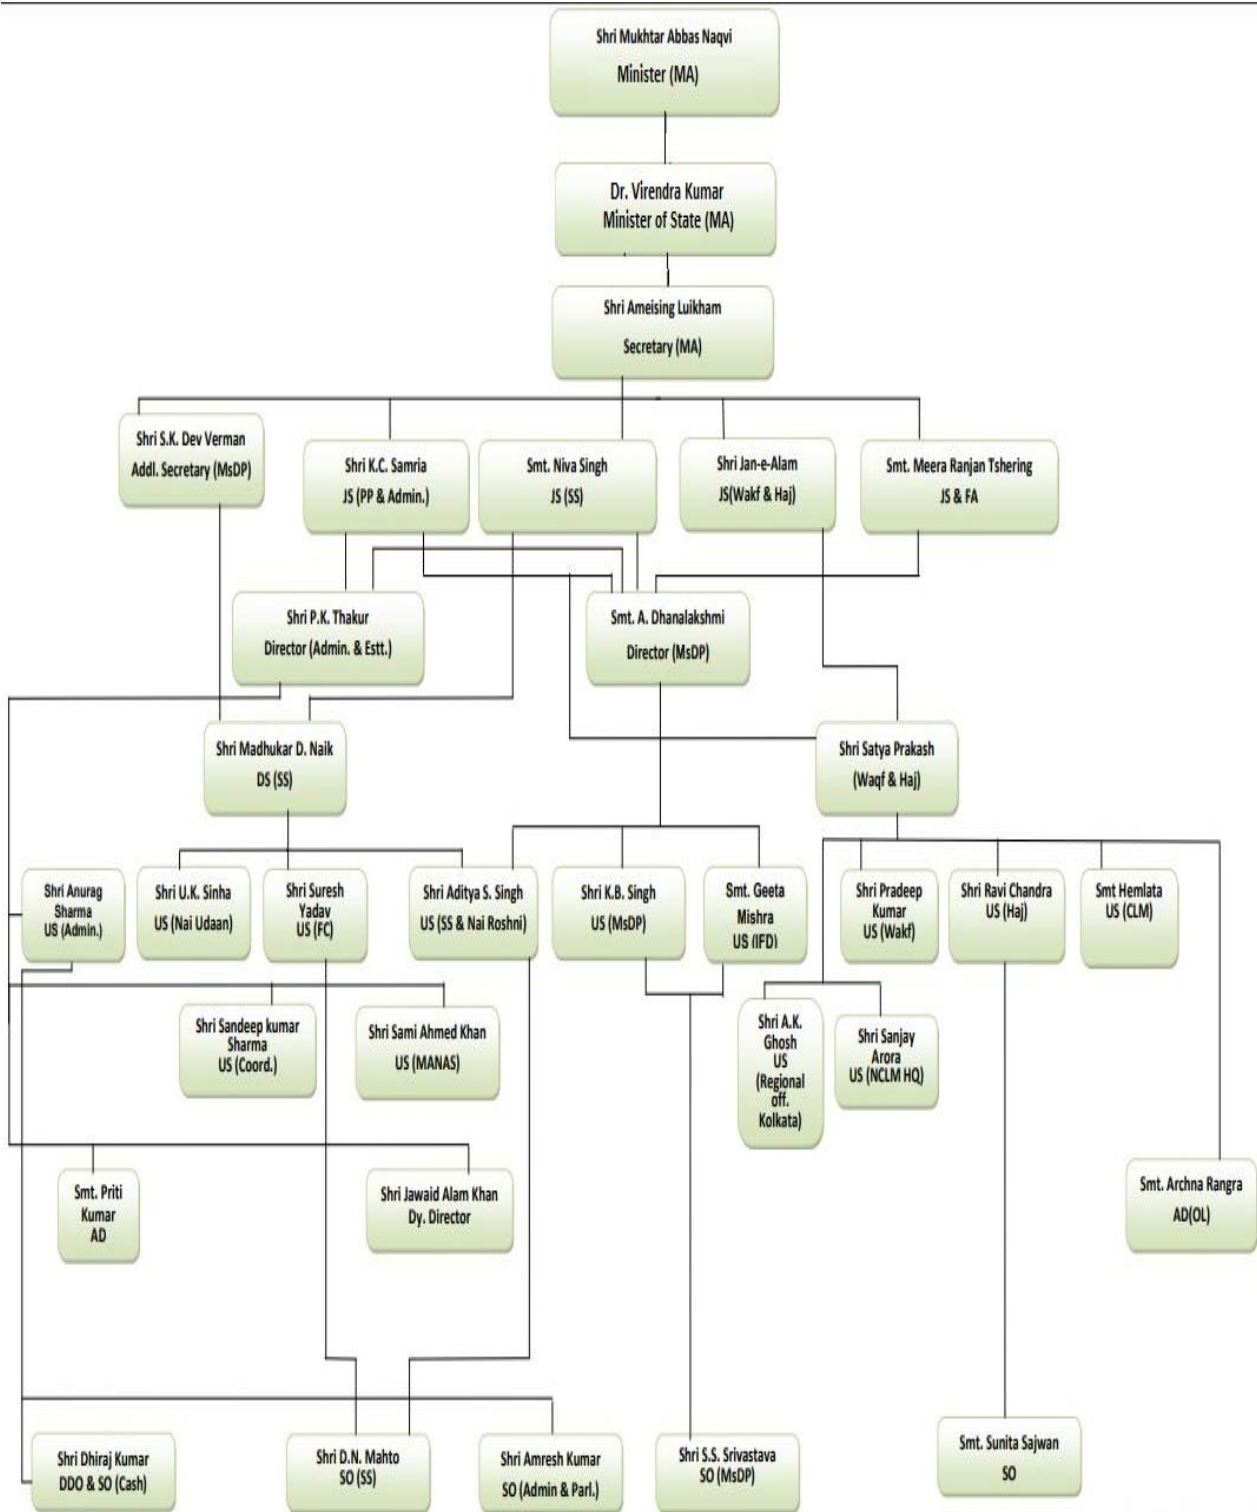 Shri Mukhtar Abbas Naqvi
Minister (MA)
Dr. Virendra Kumar
Minister of State (MA)
Shri Ameising Luikham
Secretary (MA)
Shri S.K. Dev Verman
Addl. Secretary (MsDP)
Shri K.C. Samria
JS (PP & Admin.)
Smt. Niva Singh
JS (SS)
Shri Jan-e-Alam
JS(Wakf & Haj)
Smt. Meera Ranjan Tshering
JS & FA
Shri P.K. Thakur
Director (Admin. & Estt.)
Smt. A. Dhanalakshmi
Director (MsDP)
Shri Madhukar D. Naik
DS (SS)
Shri Satya Prakash
(Waqf & Haj)
Shri Anurag
Sharma
US (Admin.)
Shri U.K. Sinha
US (Nai Udaan)
Shri Suresh
Yadav
US (FC)
Shri Aditya S. Singh
US (SS & Nai Roshni)
Shri K.B. Singh
US (MsDP)
Smt. Geeta
Mishra
US (IFD)
Shri Pradeep
Kumar
US (Wakf)
Shri Ravi Chandra
US (Haj)
Smt Hemlata
US (CLM)
Shri Sandeep kumar
Sharma
US (Coord.)
Shri Sami Ahmed Khan
US (MANAS)
Shri A.K.
Ghosh
US
(Regional
off.
Kolkata)
Shri Sanjay
Arora
US (NCLM HQ)
Smt. Priti
Kumar
AD
Shri Jawaid Alam Khan
Dy. Director
Smt. Archna Rangra
AD(OL)
Shri Dhiraj Kumar
DDO & SO (Cash)
Shri D.N. Mahto
SO (SS)
Shri Amresh Kumar
SO (Admin & Parl.)
Shri S.S. Srivastava
SO (MsDP)
Smt. Sunita Sajwan
SO